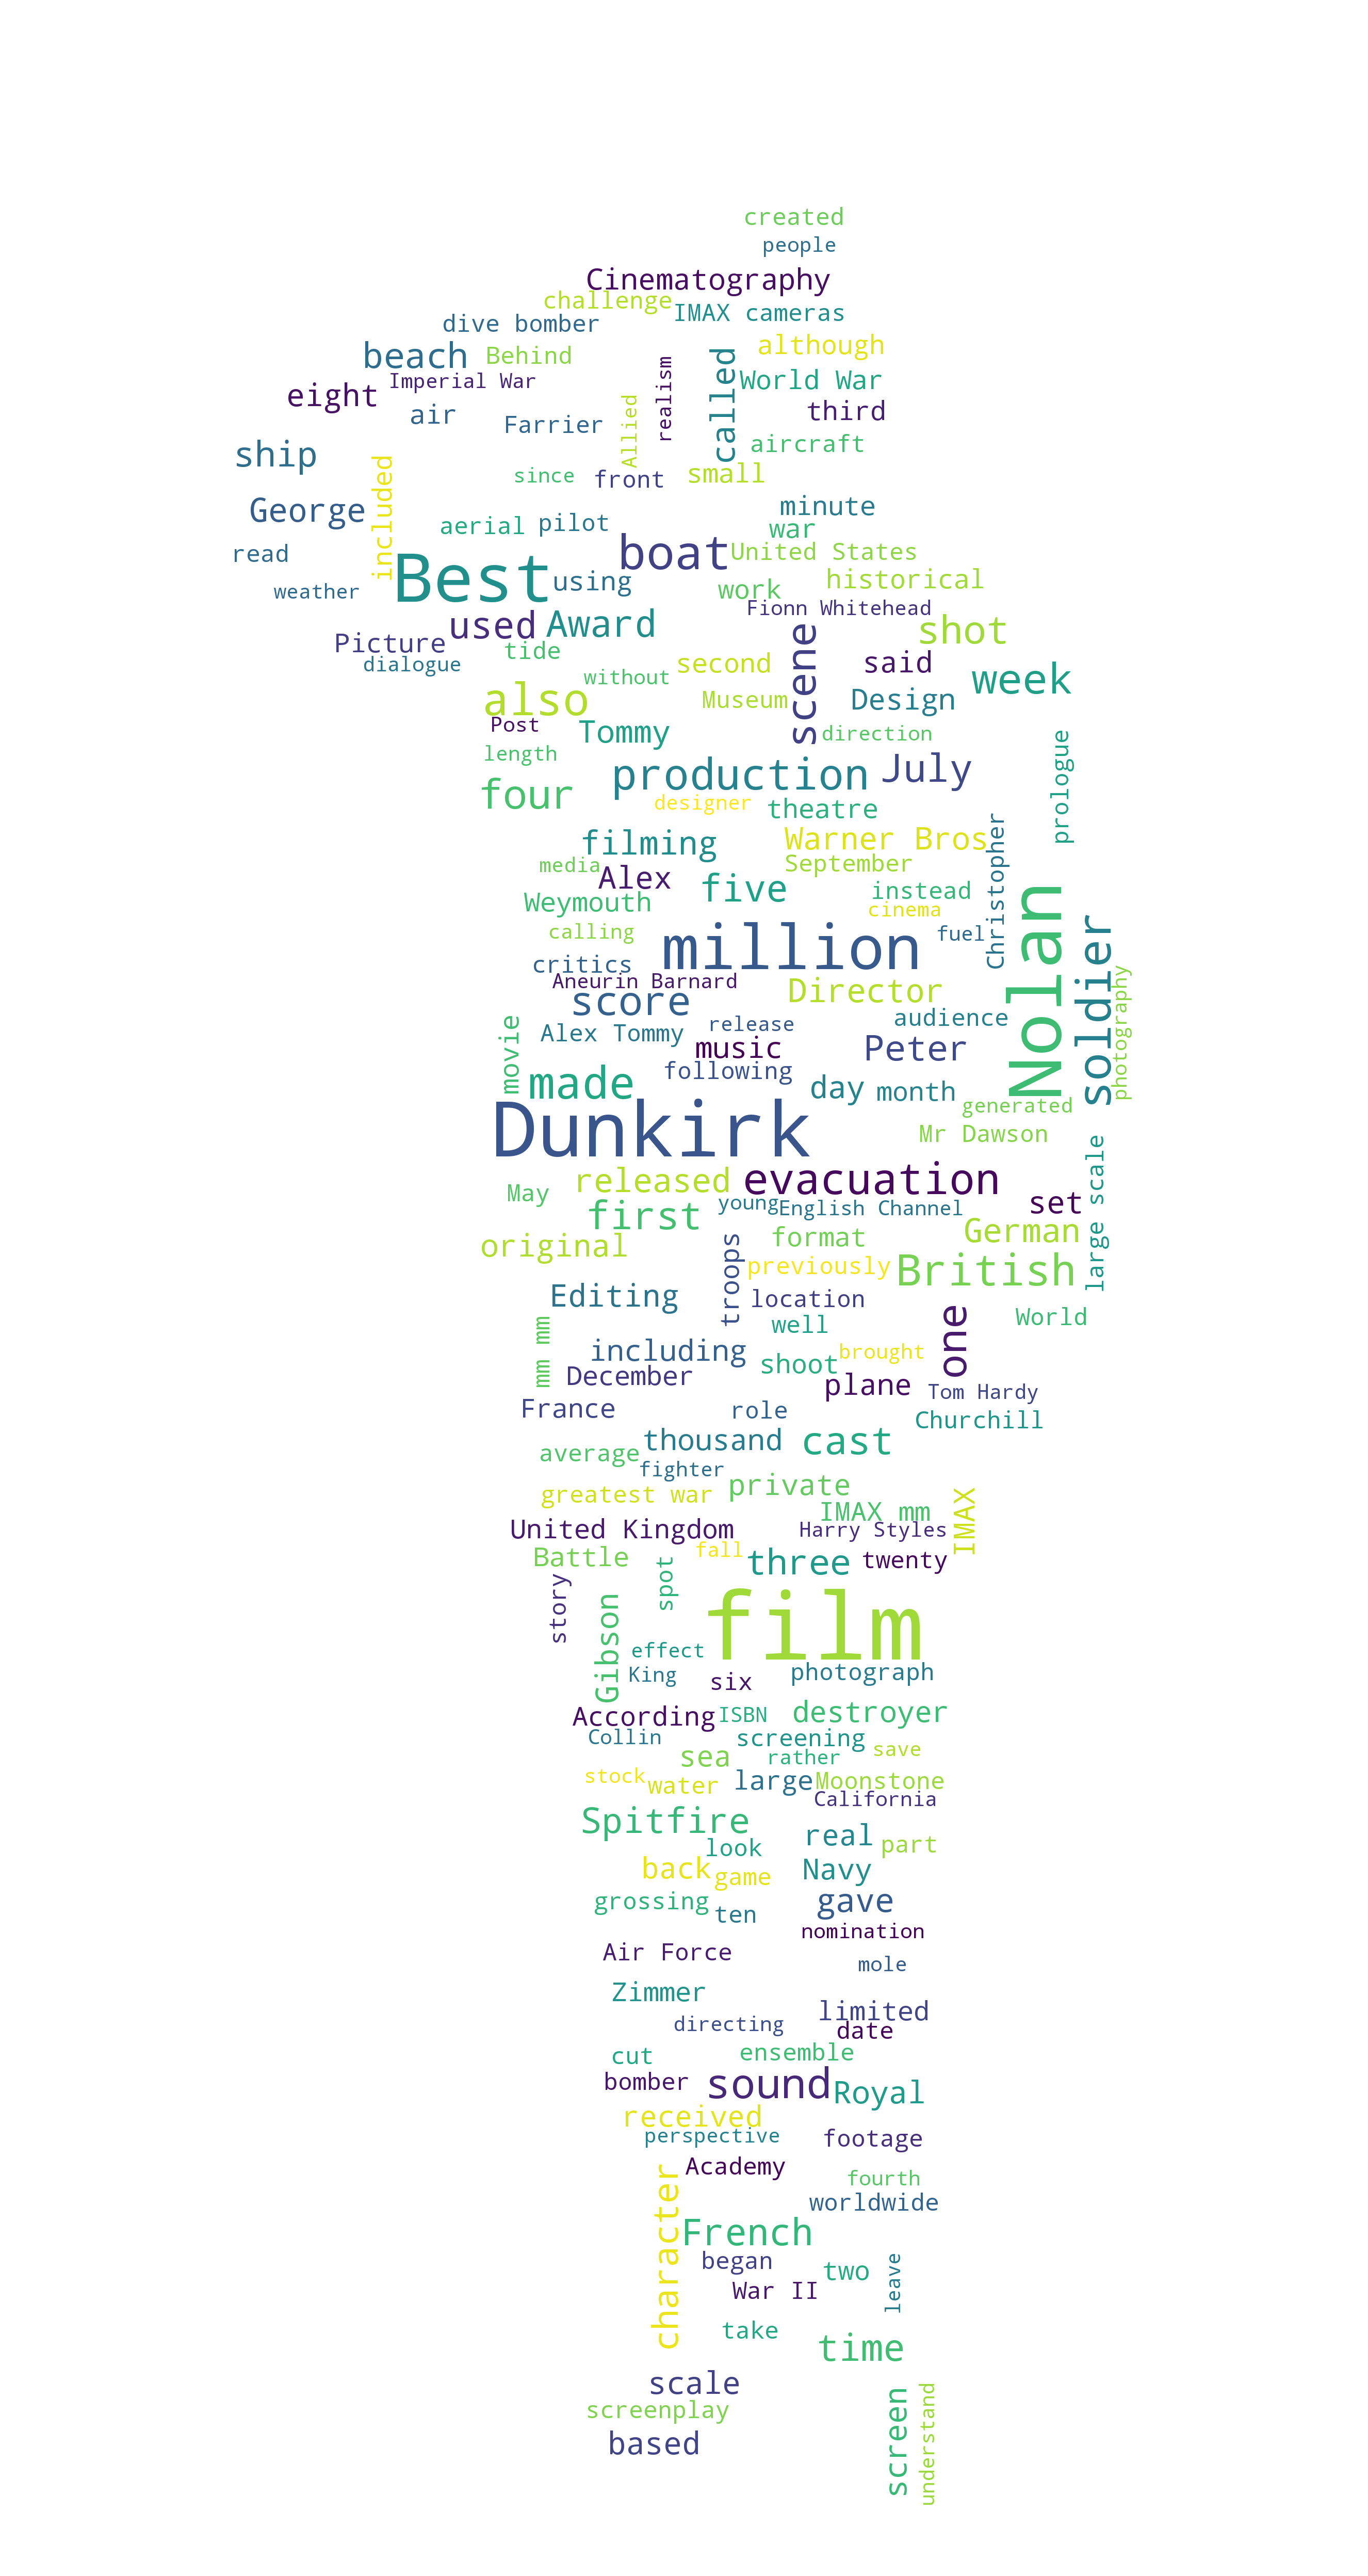 created
people
Cinematography
challenge
IMAX cameras
dive bomber
although
beach
Behind
realism
called
World War
Imperial War
eight
third
air
Farrier
Allied
aircraft
ship
included
since
front
small
George
minute
aerial
pilot
war
boat
read
United States
Best
using
historical
weather
work
Fionn Whitehead
used
Award
scene
shot
Picture
tide
dialogue
second
said
without
week
also
Museum
Design
Post
Tommy
direction
length
prologue
production
July
four
designer
theatre
filming
Warner Bros
Christopher
media
September
Alex
five
instead
Weymouth
cinema
Nolan
calling
million
fuel
soldier
critics
Aneurin Barnard
Director
photography
score
audience
Alex Tommy
release
movie
music
Peter
following
made
day
month
generated
Dunkirk
Mr Dawson
evacuation
released
May
young
English Channel
set
large scale
first
German
format
original
troops
previously
British
Editing
location
World
well
one
mm mm
including
shoot
brought
December
plane
Tom Hardy
France
role
Churchill
thousand
cast
average
fighter
private
greatest war
IMAX mm
IMAX
United Kingdom
Harry Styles
Battle
fall
three
twenty
spot
story
film
Gibson
effect
King
six
photograph
According
ISBN
destroyer
Collin
screening
sea
rather
save
stock
water
large
Moonstone
California
Spitfire
real
look
part
back
game
Navy
grossing
gave
ten
nomination
Air Force
mole
Zimmer
limited
directing
date
cut
ensemble
bomber
sound
Royal
received
perspective
footage
Academy
fourth
character
worldwide
French
began
two
leave
War II
take
time
scale
screenplay
screen
understand
based